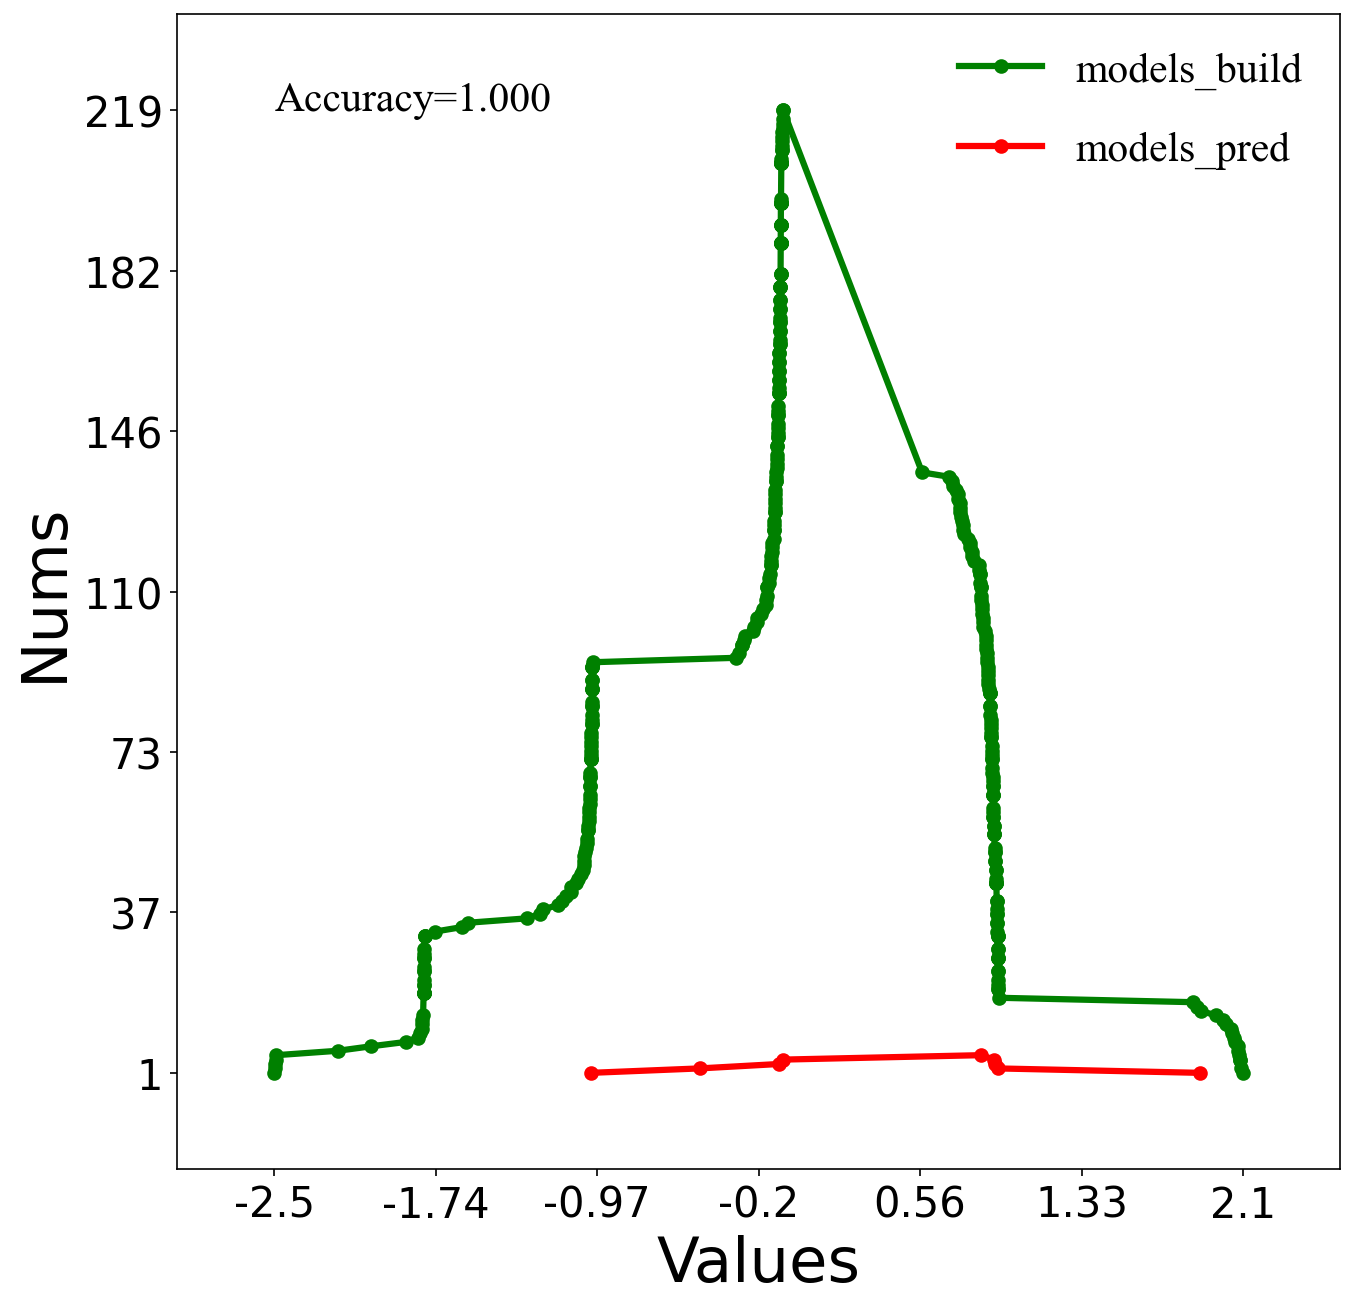 Accuracy=1.000
models_build
models_pred
Nums
219
182
146
110
73
37
1
-2.5
-1.74
-0.97
-0.2
0.56
1.33
2.1
Values